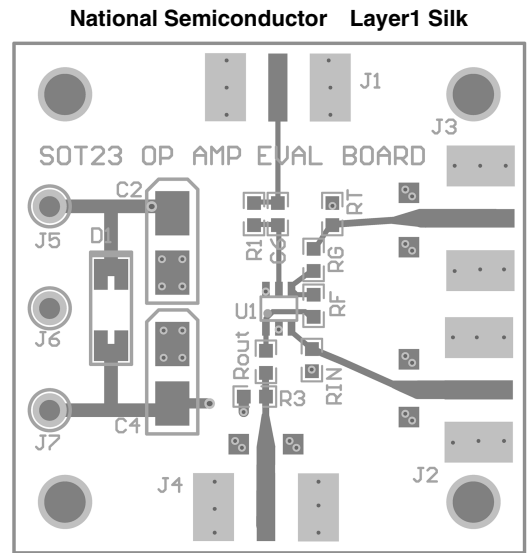 National Semiconductor Layer1 Silk
J1
J3
SOT23 OP AMP EVAL BOARD
C2
RT
J5
D1
R1
RG
U1
RF
J6
Rout
RIN
R3
C4
J7
J4
J2